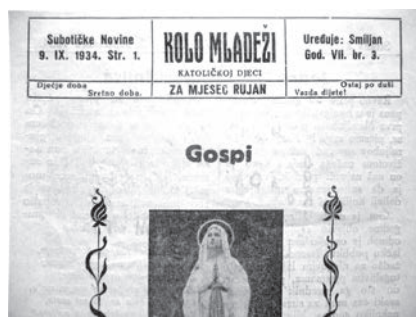 Subotičke Novine
9. IX. 1934. Str. 1.
KOLO MLADEŽI
KATOLIČKOJ DJECI
Uređuje: Smiljan
God. VII. br. 3.
Dječje doba
Sretno doba.
ZA MJESEC RUJAN
Ostaj po duši
Vazda dijete!
Gospi